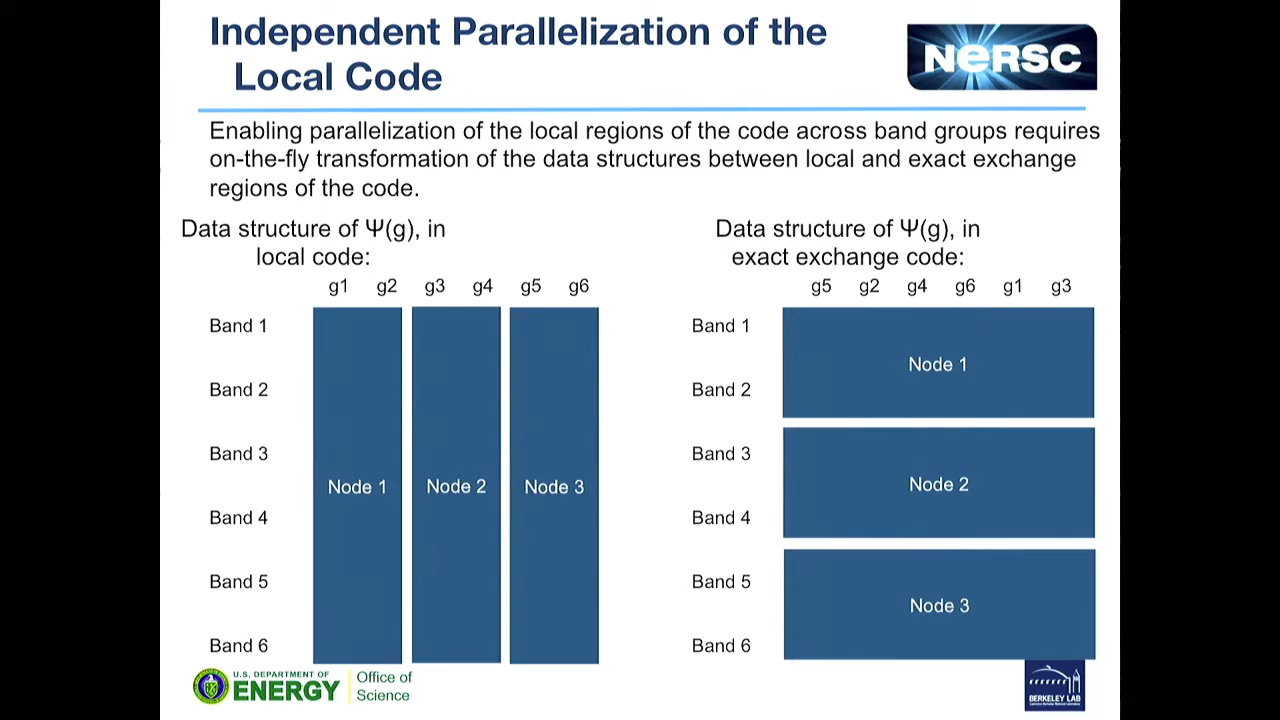 Independent Parallelization of the
Local Code
NERSC
Enabling parallelization of the local regions of the code across band groups requires
on-the-fly transformation of the data structures between local and exact exchange
regions of the code.
Data structure of Ψ(g), in
local code:
g1 g2 g3 g4 g5 g6
Band 1
Band 2
Band 3
Band 4
Band 5
Band 6
Node 1 Node 2 Node 3
Data structure of Ψ(g), in
exact exchange code:
g5 g2 g4 g6 g1 g3
Band 1
Band 2
Band 3
Band 4
Band 5
Band 6
Node 1
Node 2
Node 3
U.S. DEPARTMENT OF
ENERGY
Office of
Science
BERKELEY LAB